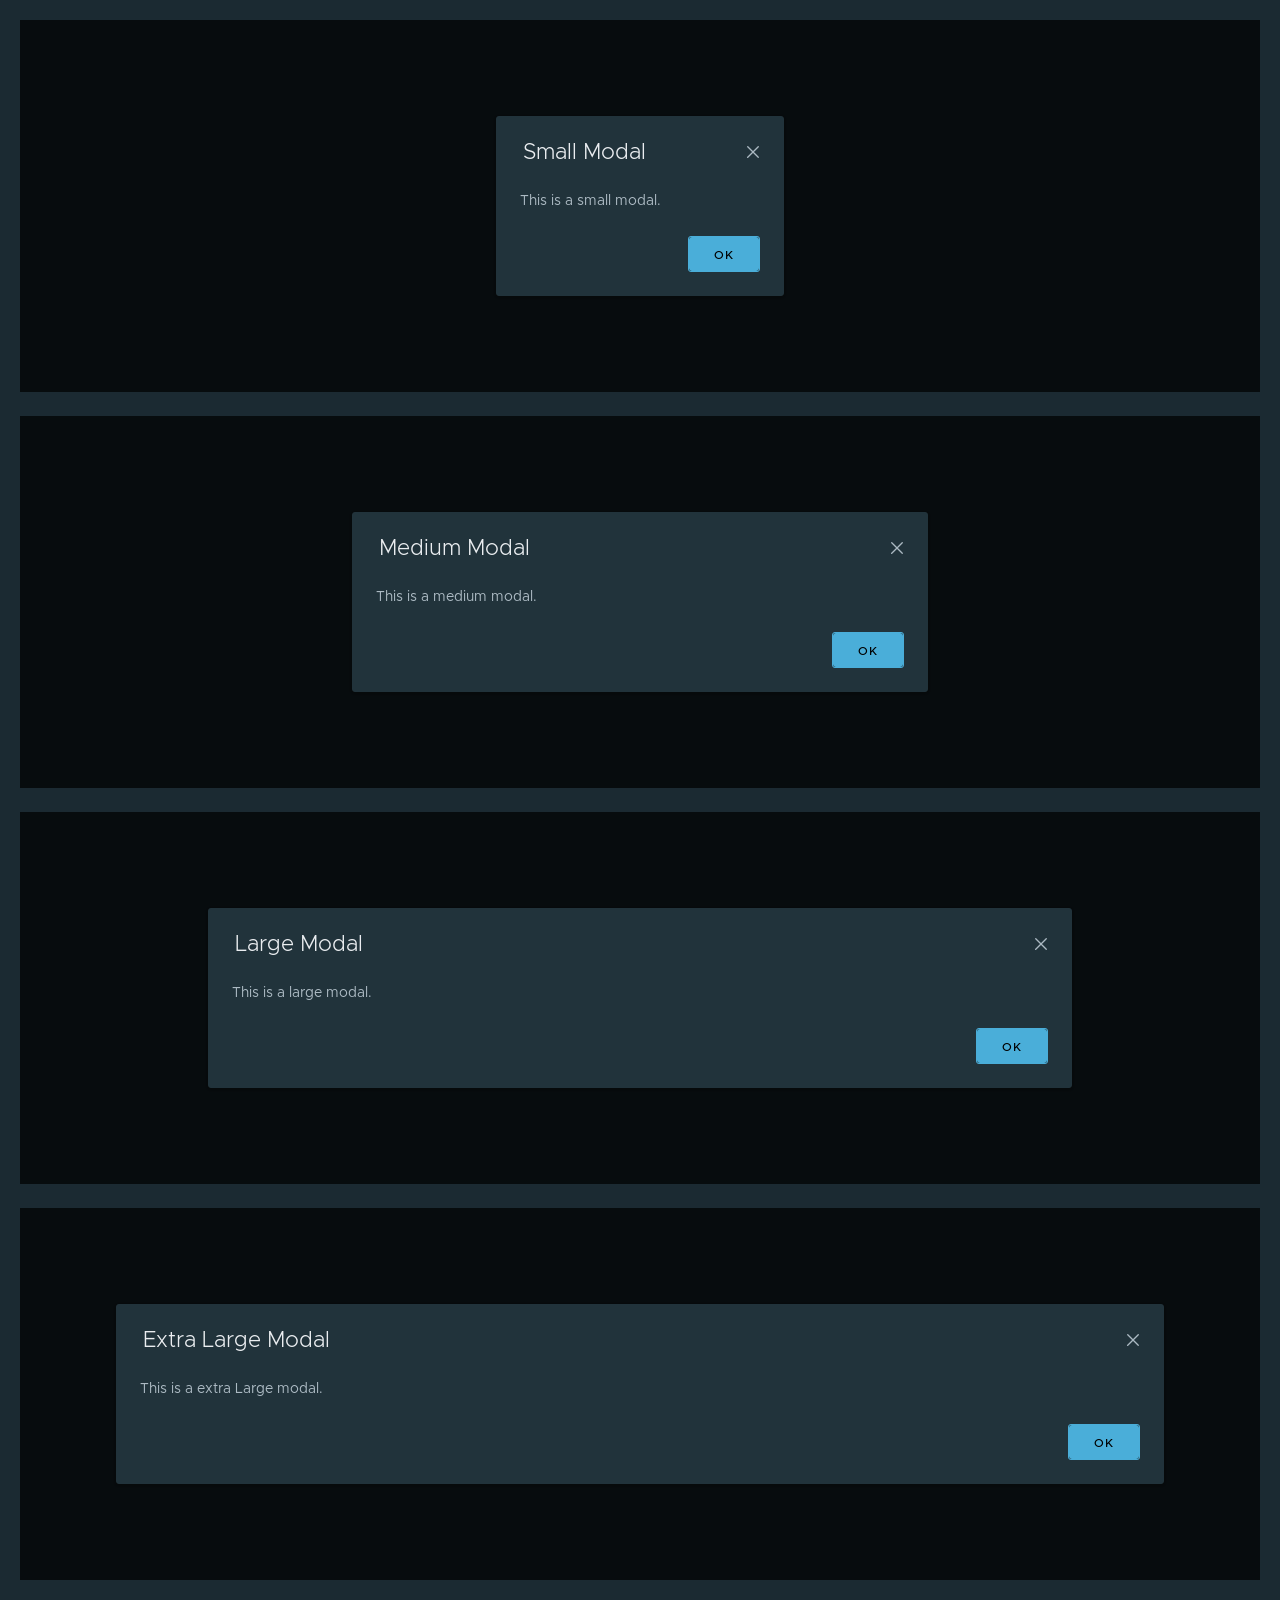 Small Modal
This is a small modal.
OK
Medium Modal
This is a medium modal.
OK
Large Modal
This is a large modal.
OK
Extra Large Modal
This is a extra Large modal.
OK